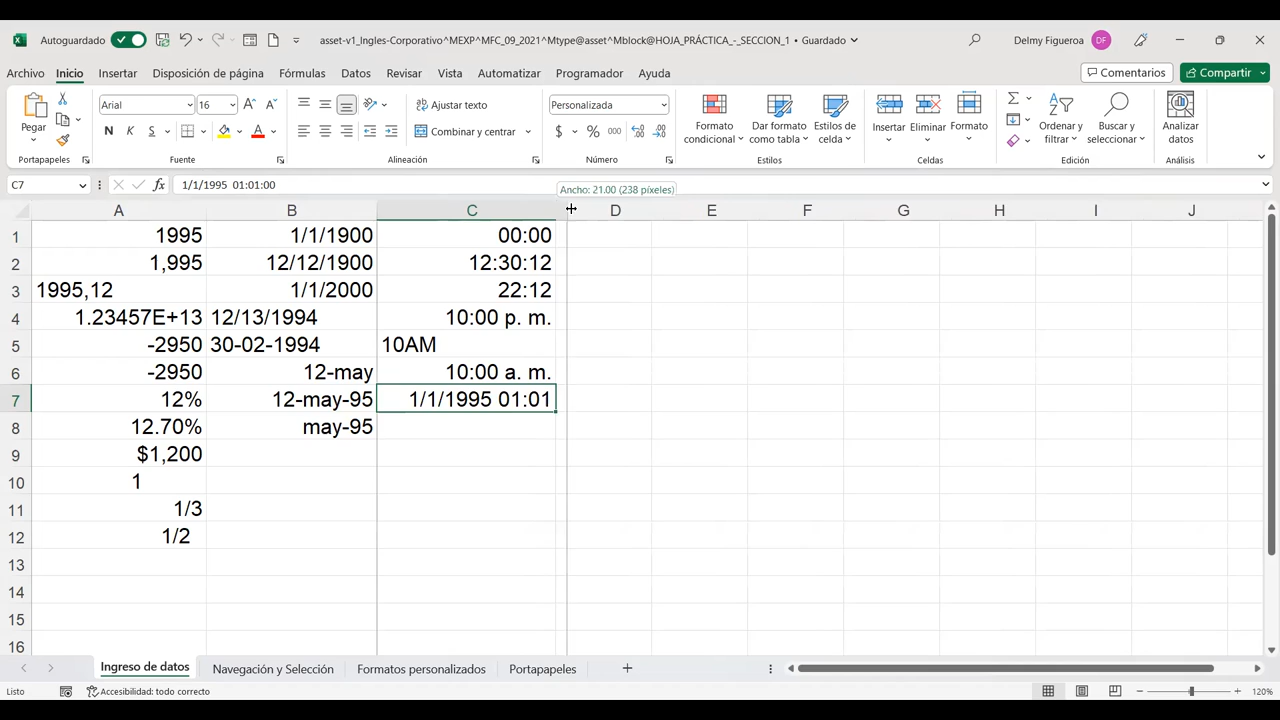 Autoguardado
asset-v1_Ingles-Corporativo^MEXP^MFC_09_2021^Mtype@asset^Mblock@HOJA_PRÁCTICA_-_SECCION_1 • Guardado
Delmy Figueroa DF
Archivo Inicio Insertar Disposición de página Fórmulas Datos Revisar Vista Automatizar Programador Ayuda
Comentarios Compartir
Pegar
Arial 16
N K S
Ajustar texto
Combinar y centrar
Personalizada
$ % 000
Formato condicional
Dar formato como tabla
Estilos de celda
Insertar Eliminar Formato
Ordenar y filtrar
Buscar y seleccionar
Analizar datos
Portapapeles Fuente Alineación Número Estilos Celdas Edición Análisis
C7 fx 1/1/1995 01:01:00
Ancho: 21.00 (238 píxeles)
A B C D E F G H I J
1 1995 1/1/1900 00:00
2 1,995 12/12/1900 12:30:12
3 1995,12 1/1/2000 22:12
4 1.23457E+13 12/13/1994 10:00 p. m.
5 -2950 30-02-1994 10AM
6 -2950 12-may 10:00 a. m.
7 12% 12-may-95 1/1/1995 01:01
8 12.70% may-95
9 $1,200
10 1
11 1/3
12 1/2
13
14
15
16
Ingreso de datos Navegación y Selección Formatos personalizados Portapapeles
Listo Accesibilidad: todo correcto 120%